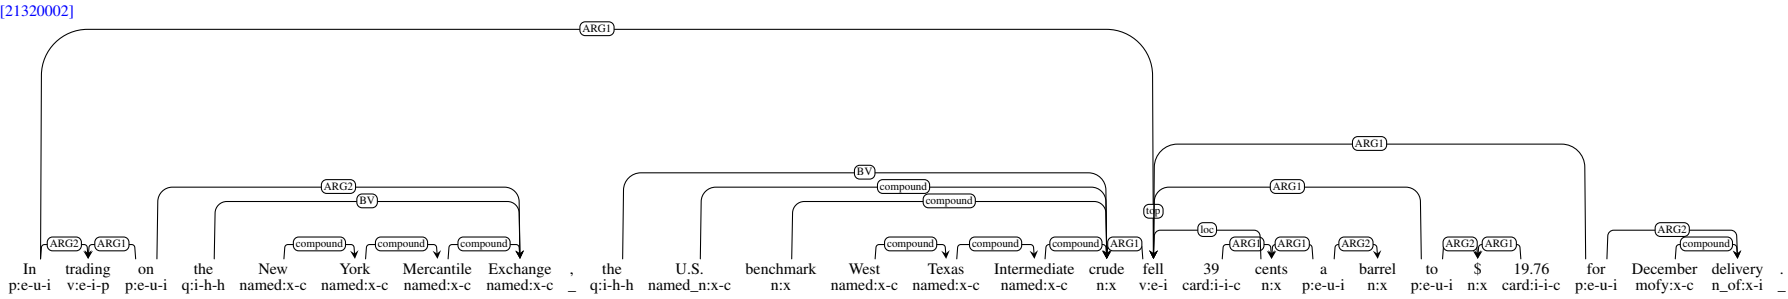 [21320002]
ARG1
ARG1
BV
ARG2 compound ARG1
BV compound
top
loc
ARG2 ARG1 compound compound compound compound compound compound ARG1 ARG1 ARG1 ARG2 ARG2 ARG1 ARG2
compound
In trading on the New York Mercantile Exchange , the U.S. benchmark West Texas Intermediate crude fell 39 cents a barrel to $ 19.76 for December delivery .
p:e-u-i v:e-i-p p:e-u-i q:i-h-h named:x-c named:x-c named:x-c named:x-c _ q:i-h-h named_n:x-c n:x named:x-c named:x-c named:x-c n:x v:e-i card:i-i-c n:x p:e-u-i n:x p:e-u-i n:x card:i-i-c p:e-u-i mofy:x-c n_of:x-i _